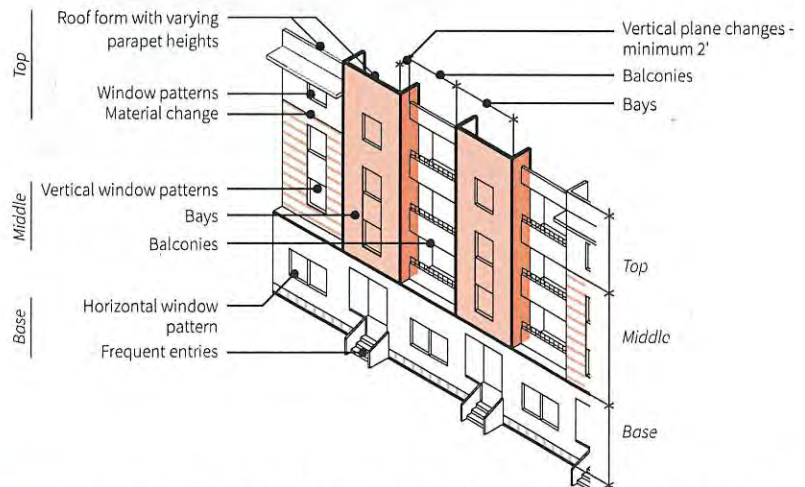 Top
Roof form with varying
parapet heights
Window patterns
Material change
Middle
Vertical window patterns
Bays
Balconies
Base
Horizontal window
pattern
Frequent entries
Vertical plane changes -
minimum 2'
Balconies
Bays
Top
Middle
Base